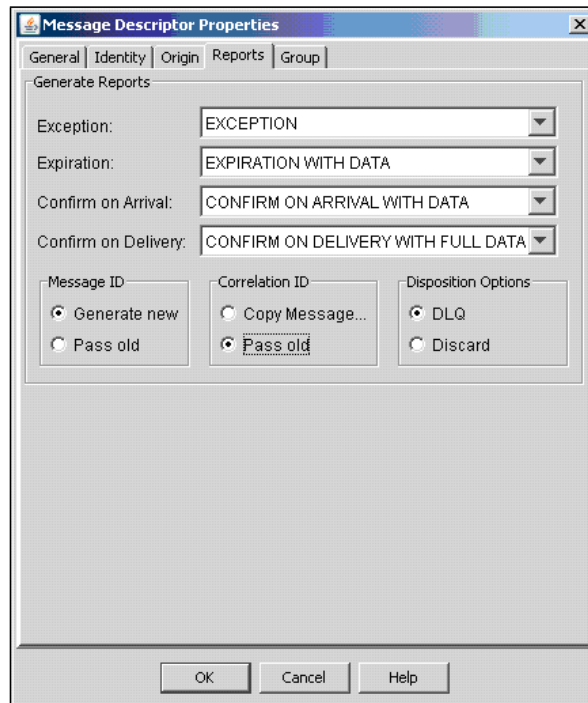 Message Descriptor Properties
General Identity Origin Reports Group
Generate Reports
Exception: EXCEPTION
Expiration: EXPIRATION WITH DATA
Confirm on Arrival: CONFIRM ON ARRIVAL WITH DATA
Confirm on Delivery: CONFIRM ON DELIVERY WITH FULL DATA
Message ID Correlation ID Disposition Options
Generate new Copy Message... DLQ
Pass old Pass old Discard
OK Cancel Help